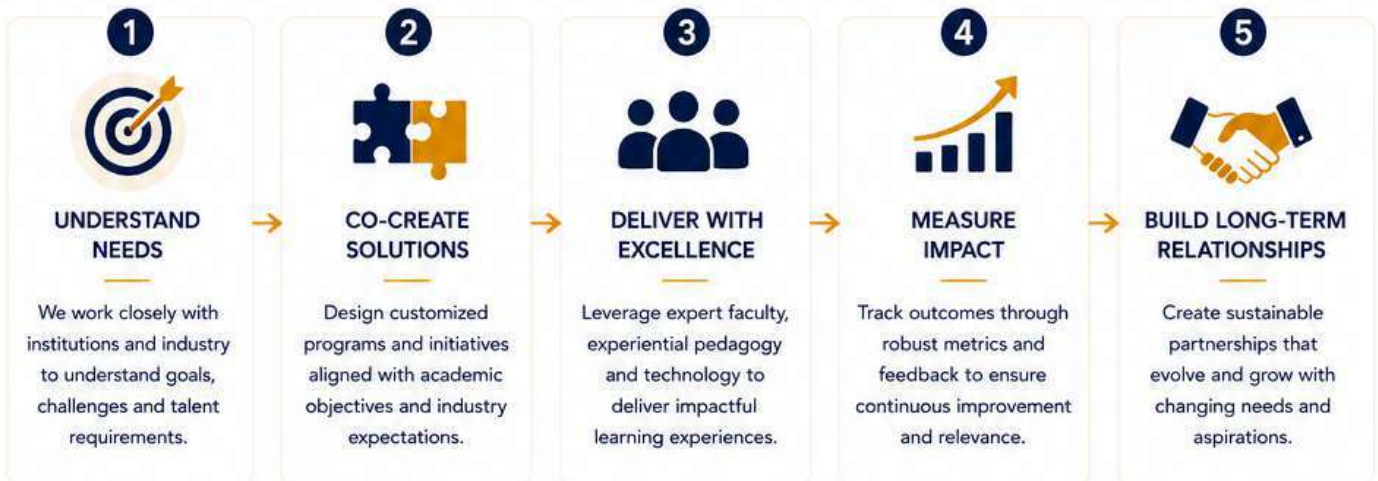 1
UNDERSTAND
NEEDS
We work closely with
institutions and industry
to understand goals,
challenges and talent
requirements.
2
CO-CREATE
SOLUTIONS
Design customized
programs and initiatives
aligned with academic
objectives and industry
expectations.
3
DELIVER WITH
EXCELLENCE
Leverage expert faculty,
experiential pedagogy
and technology to
deliver impactful
learning experiences.
4
MEASURE
IMPACT
Track outcomes through
robust metrics and
feedback to ensure
continuous improvement
and relevance.
5
BUILD LONG-TERM
RELATIONSHIPS
Create sustainable
partnerships that
evolve and grow with
changing needs and
aspirations.